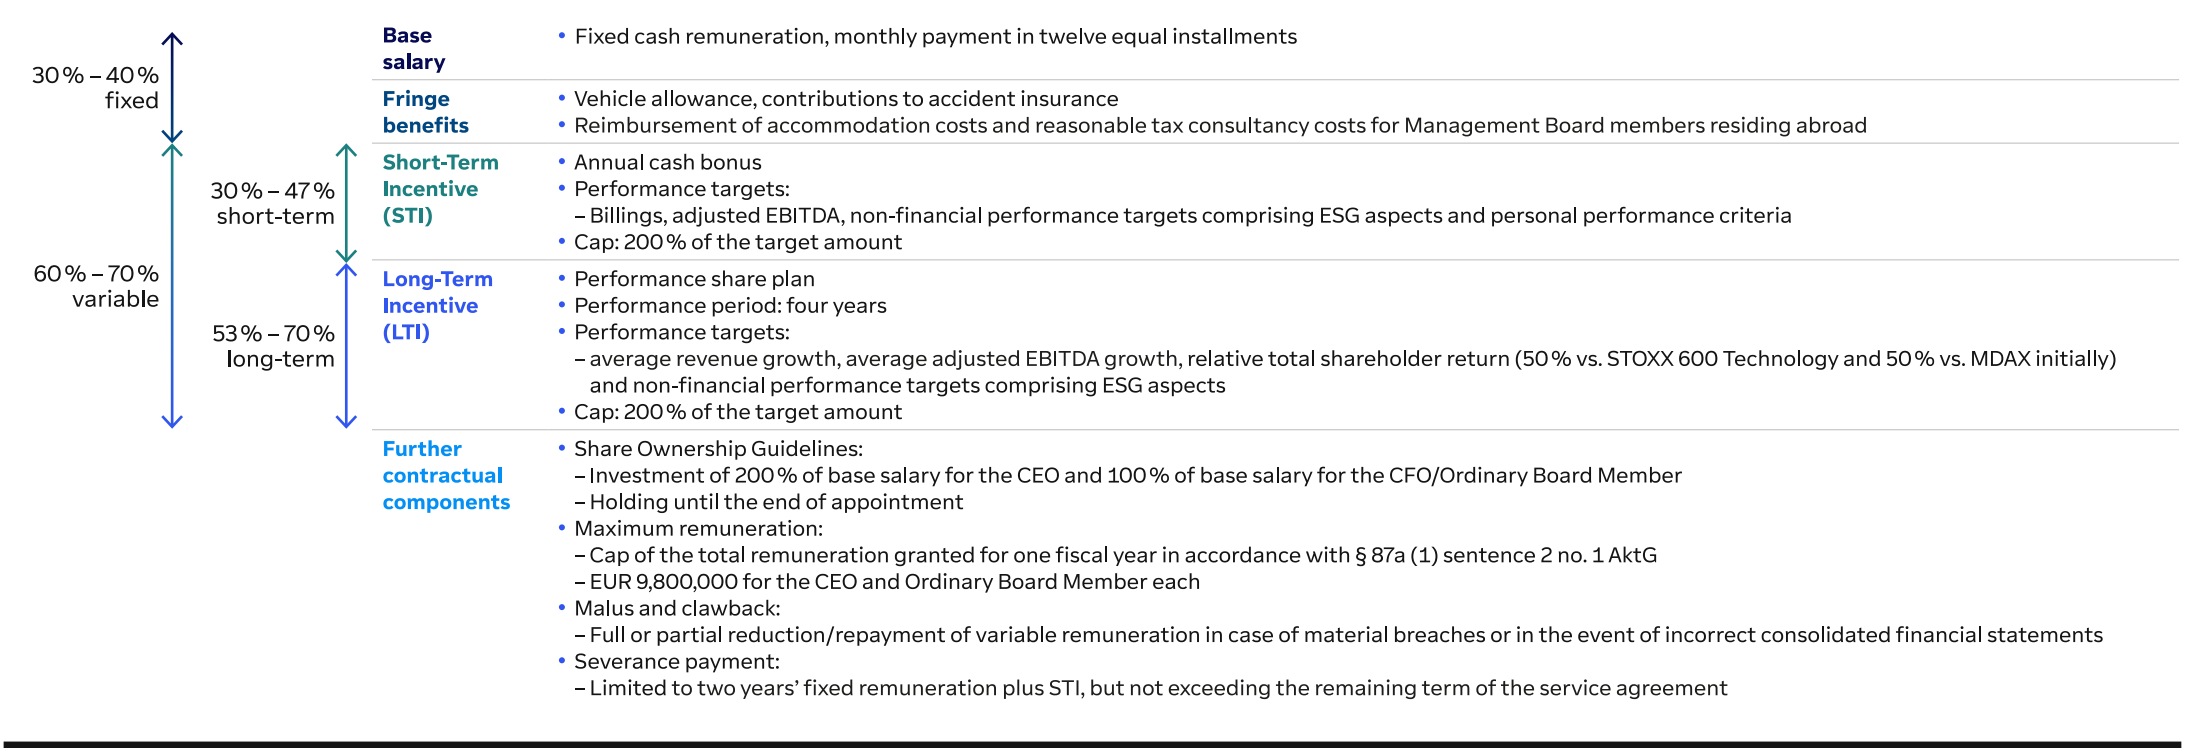 30 % – 40 %
fixed
60 % – 70 %
variable
30 % – 47 %
short-term
53 % – 70 %
long-term
Base
salary
• Fixed cash remuneration, monthly payment in twelve equal installments
Fringe
benefits
• Vehicle allowance, contributions to accident insurance
• Reimbursement of accommodation costs and reasonable tax consultancy costs for Management Board members residing abroad
Short-Term
Incentive
(STI)
• Annual cash bonus
• Performance targets:
– Billings, adjusted EBITDA, non-financial performance targets comprising ESG aspects and personal performance criteria
• Cap: 200 % of the target amount
Long-Term
Incentive
(LTI)
• Performance share plan
• Performance period: four years
• Performance targets:
– average revenue growth, average adjusted EBITDA growth, relative total shareholder return (50 % vs. STOXX 600 Technology and 50 % vs. MDAX initially)
and non-financial performance targets comprising ESG aspects
• Cap: 200 % of the target amount
Further
contractual
components
• Share Ownership Guidelines:
– Investment of 200 % of base salary for the CEO and 100 % of base salary for the CFO/Ordinary Board Member
– Holding until the end of appointment
• Maximum remuneration:
– Cap of the total remuneration granted for one fiscal year in accordance with § 87a (1) sentence 2 no. 1 AktG
– EUR 9,800,000 for the CEO and Ordinary Board Member each
• Malus and clawback:
– Full or partial reduction/repayment of variable remuneration in case of material breaches or in the event of incorrect consolidated financial statements
• Severance payment:
– Limited to two years’ fixed remuneration plus STI, but not exceeding the remaining term of the service agreement